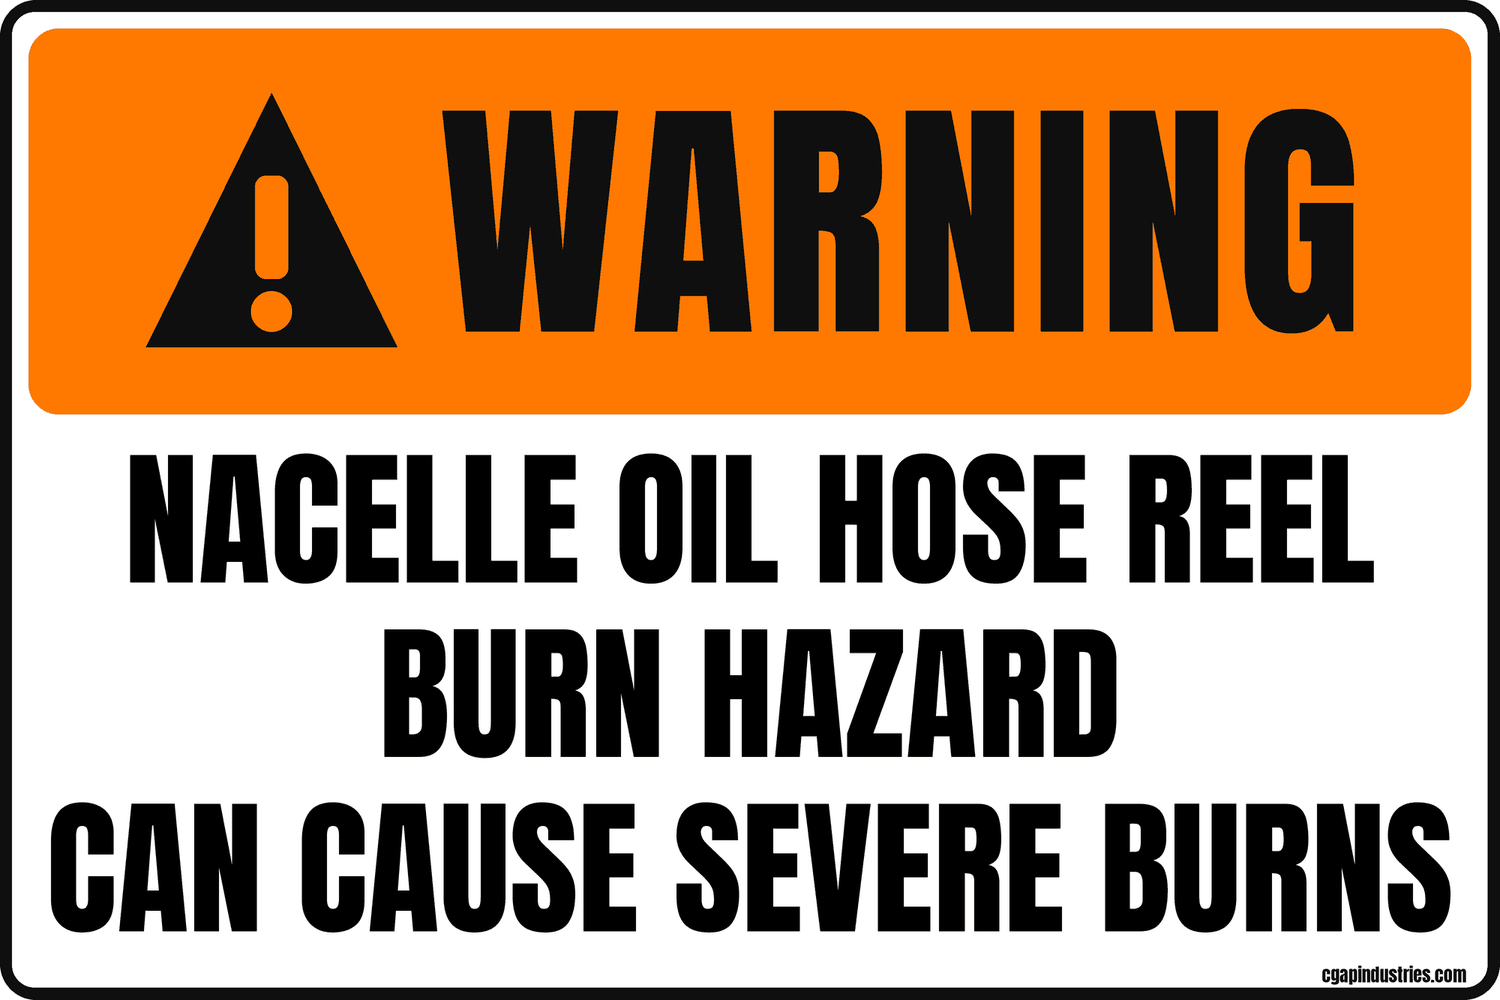 WARNING
NACELLE OIL HOSE REEL
BURN HAZARD
CAN CAUSE SEVERE BURNS
cgapindustries.com